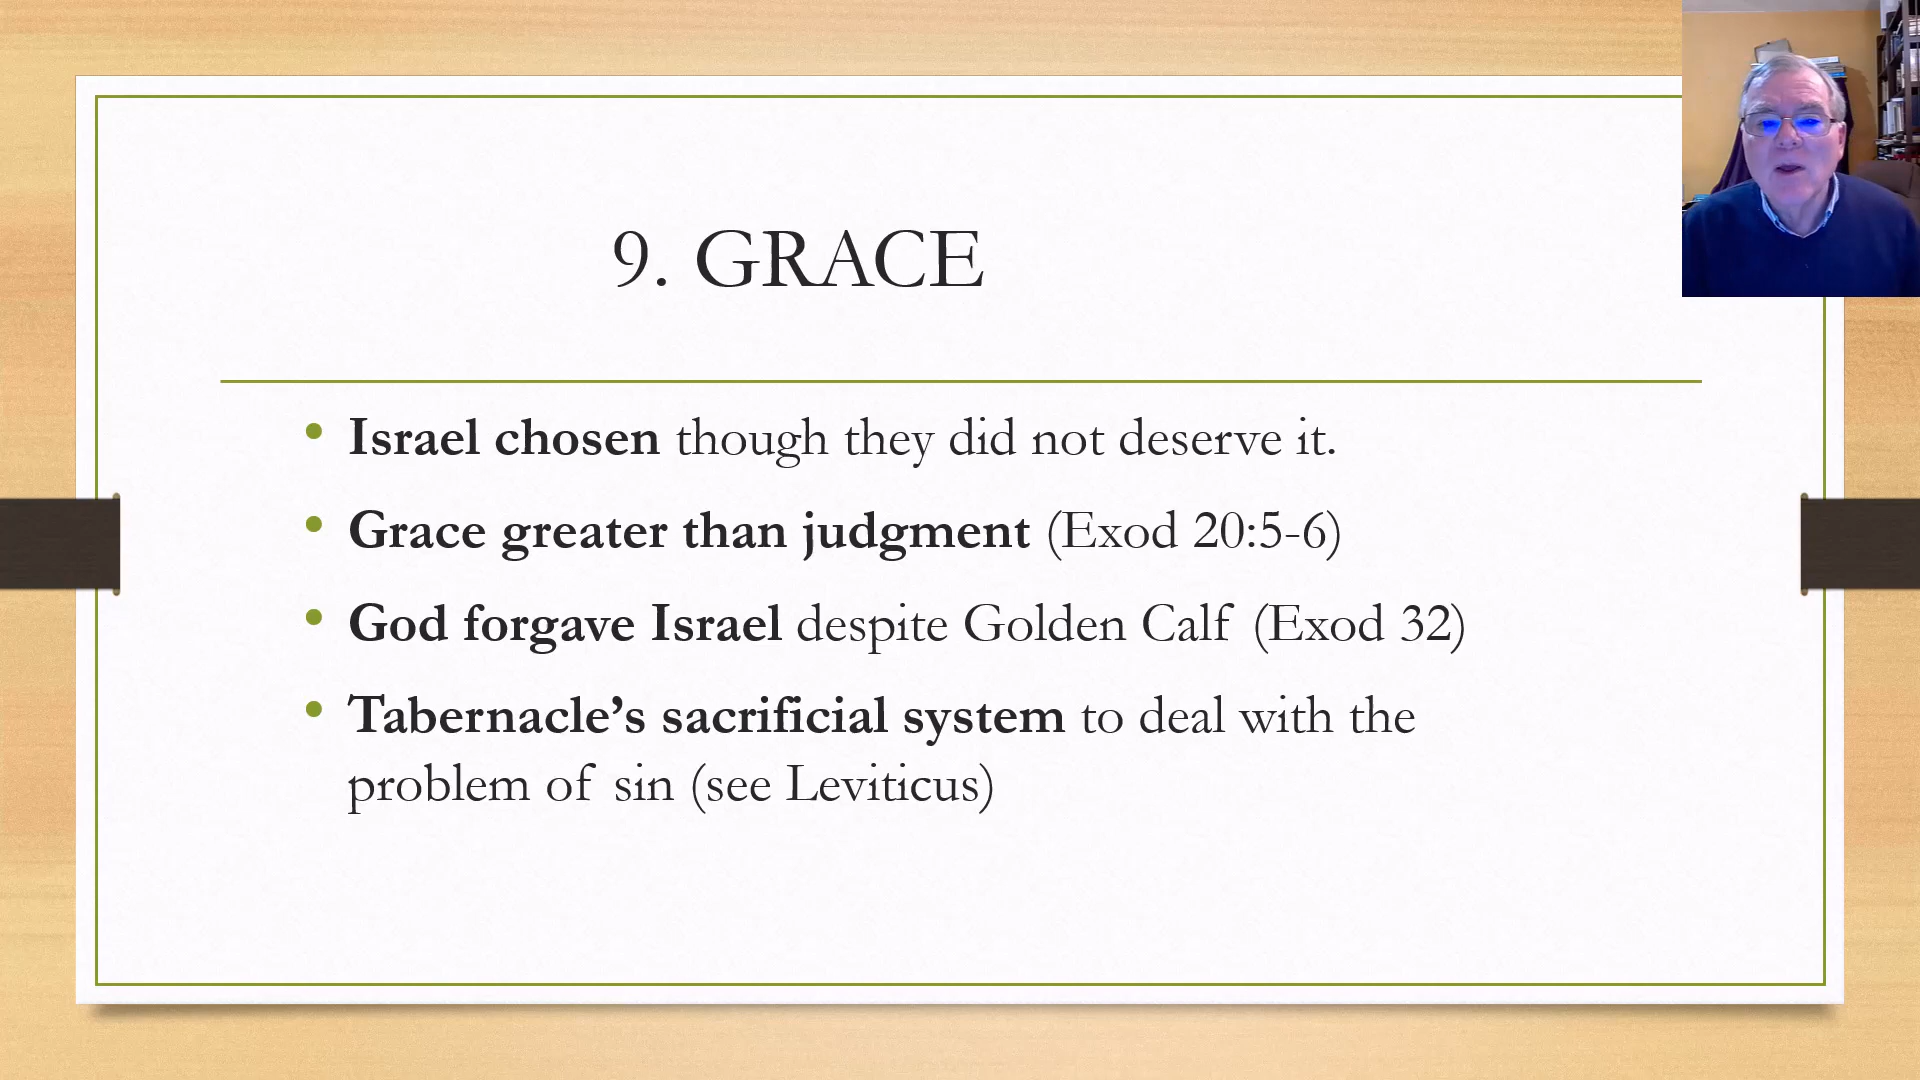 9. GRACE
• Israel chosen though they did not deserve it.
• Grace greater than judgment (Exod 20:5-6)
• God forgave Israel despite Golden Calf (Exod 32)
• Tabernacle’s sacrificial system to deal with the
problem of sin (see Leviticus)